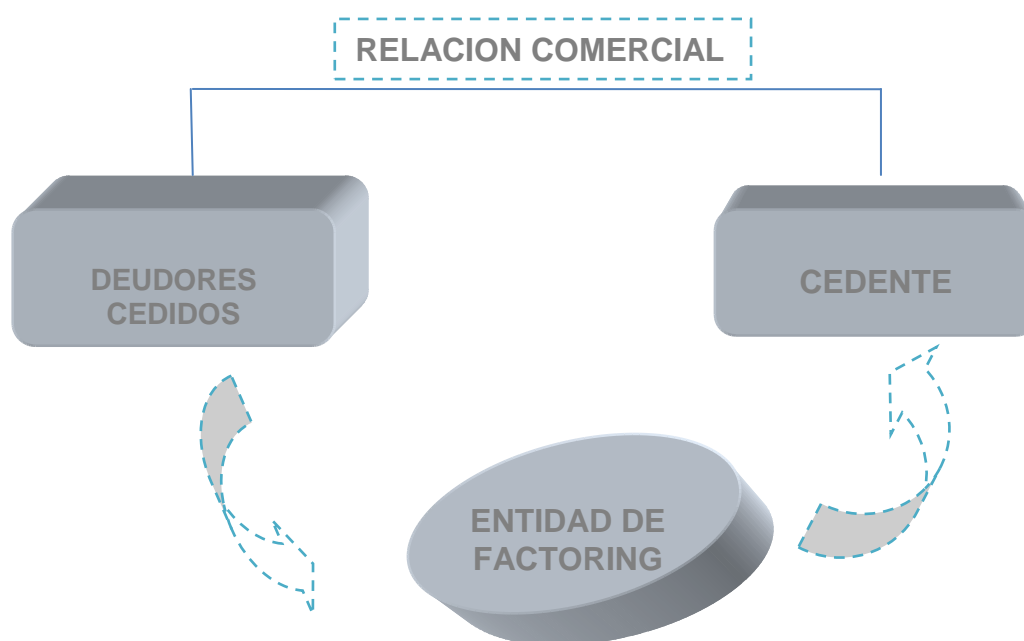 RELACION COMERCIAL
DEUDORES
CEDIDOS
CEDENTE
ENTIDAD DE
FACTORING